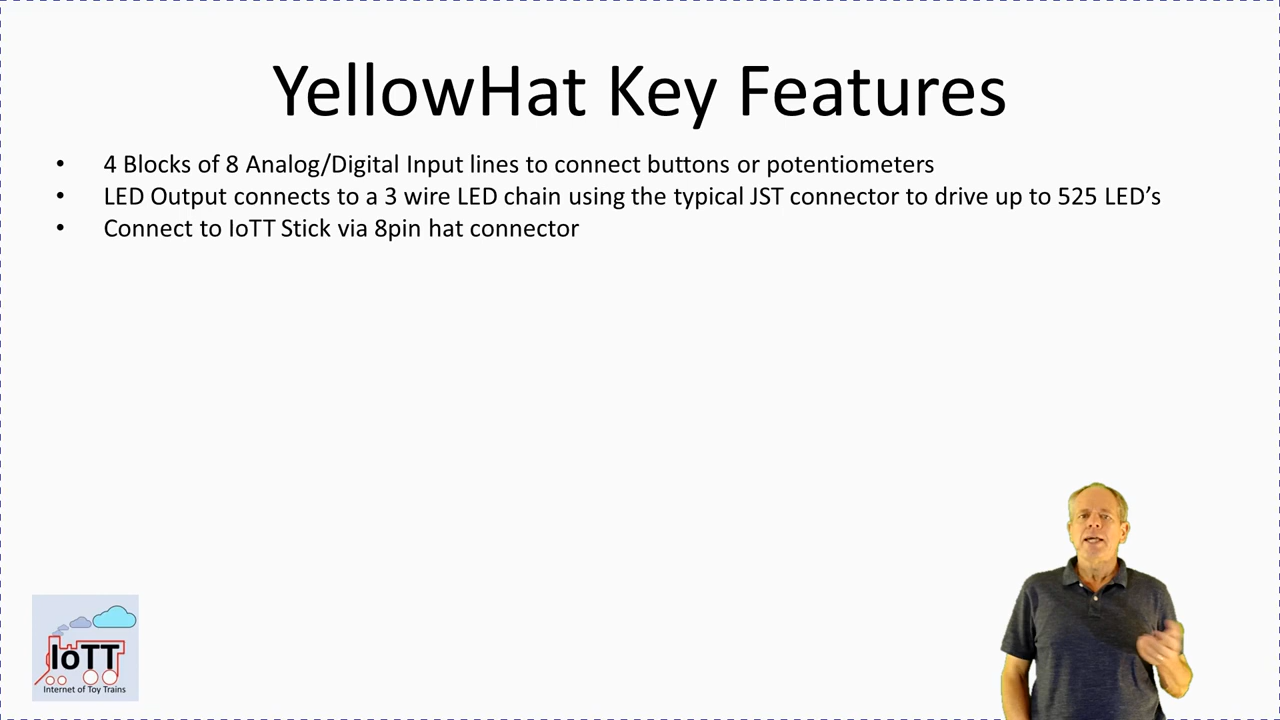 YellowHat Key Features
• 4 Blocks of 8 Analog/Digital Input lines to connect buttons or potentiometers
• LED Output connects to a 3 wire LED chain using the typical JST connector to drive up to 525 LED’s
• Connect to IoTT Stick via 8pin hat connector
IoTT
Internet of Toy Trains